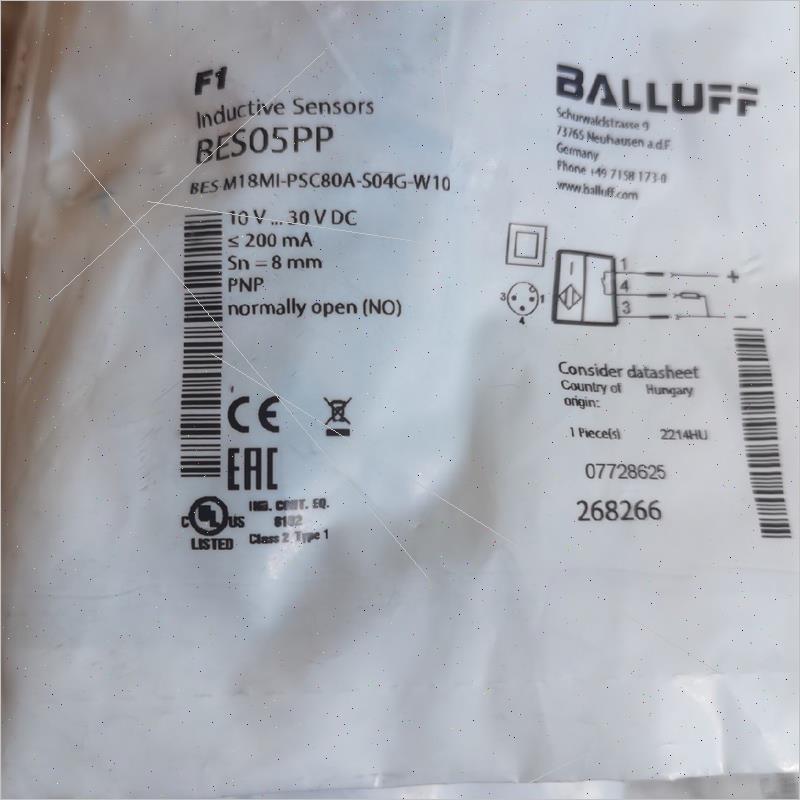 F1
Inductive Sensors
BES05PP
BES M18MI-PSC80A-S04G-W10
10 V ... 30 V DC
≤ 200 mA
Sn = 8 mm
PNP
normally open (NO)
CE
EAC
C UL US
LISTED
IND. CONT. EQ.
81U2
Class 2 Type 1
BALLUFF
Schurwaldstrasse 9
73765 Neuhausen a.d.F.
Germany
Phone +49 7158 173-0
www.balluff.com
1
4
3
+
−
3
1
4
Consider datasheet
Country of origin: Hungary
1 Piece(s) 2214HU
07728625
268266